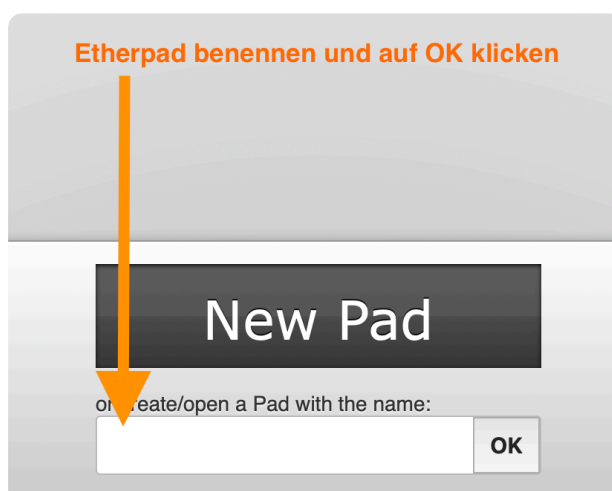 Etherpad benennen und auf OK klicken
New Pad
or create/open a Pad with the name:
OK